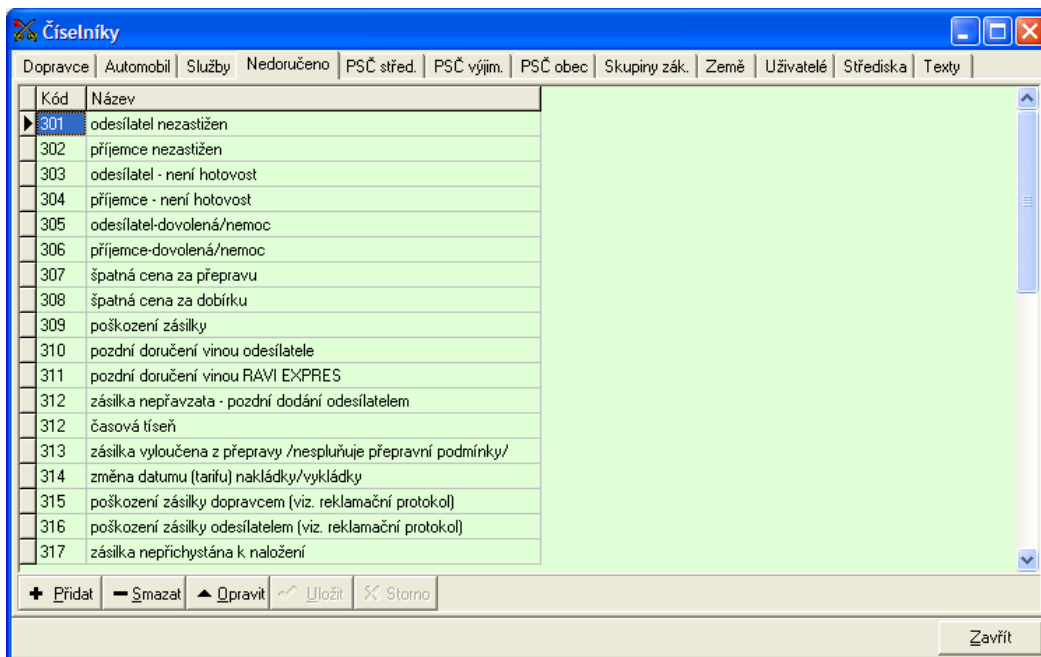 Číselníky
Dopravce Automobil Služby Nedoručeno PSČ střed. PSČ výjim. PSČ obec Skupiny zák. Země Uživatelé Střediska Texty
Kód Název
301 odesílatel nezastižen
302 příjemce nezastižen
303 odesílatel - není hotovost
304 příjemce - není hotovost
305 odesílatel-dovolená/nemoc
306 příjemce-dovolená/nemoc
307 špatná cena za přepravu
308 špatná cena za dobírku
309 poškození zásilky
310 pozdní doručení vinou odesílatele
311 pozdní doručení vinou RAVI EXPRES
312 zásilka nepřavzata - pozdní dodání odesílatelem
312 časová tíseň
313 zásilka vyloučena z přepravy /nespluňuje přepravní podmínky/
314 změna datumu (tarifu) nakládky/vykládky
315 poškození zásilky dopravcem (viz. reklamační protokol)
316 poškození zásilky odesílatelem (viz. reklamační protokol)
317 zásilka nepřichystána k naložení
Přidat Smazat Opravit Uložit Storno
Zavřít